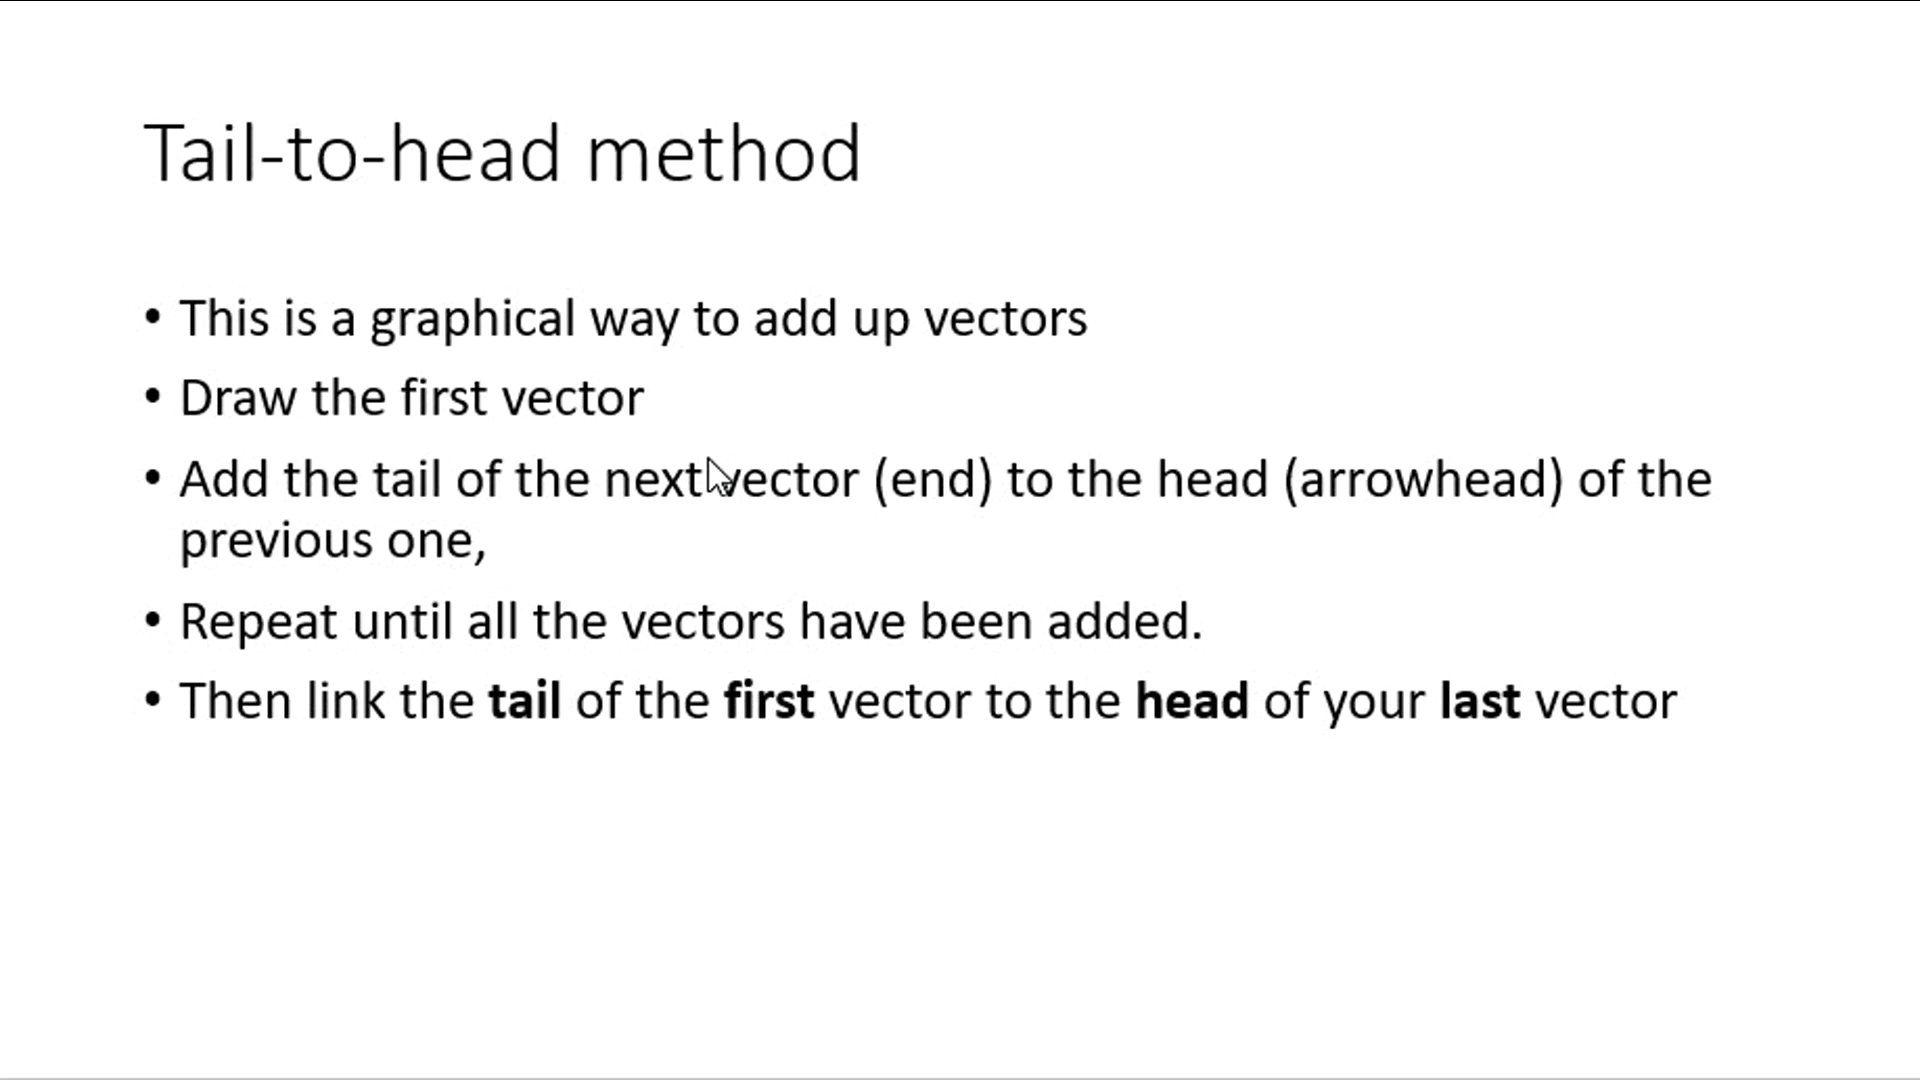 Tail-to-head method
• This is a graphical way to add up vectors
• Draw the first vector
• Add the tail of the next vector (end) to the head (arrowhead) of the
previous one,
• Repeat until all the vectors have been added.
• Then link the tail of the first vector to the head of your last vector